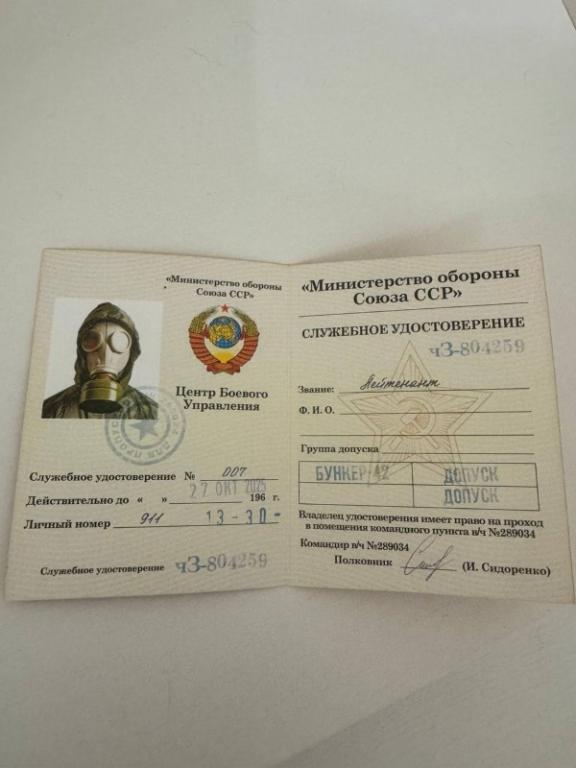 «Министерство обороны
Союза ССР»
Центр Боевого
Управления
Служебное удостоверение № 007
27 ОКТ 2025
Действительно до « » 196 г.
Личный номер 911 13-30-
Служебное удостоверение чЗ-804259
«Министерство обороны
Союза ССР»
СЛУЖЕБНОЕ УДОСТОВЕРЕНИЕ
чЗ-804259
Звание: Лейтенант
Ф. И. О.
Группа допуска
БУНКЕР-42 ДОПУСК
ДОПУСК
Владелец удостоверения имеет право на проход
в помещения командного пункта в/ч №289034
Командир в/ч №289034
Полковник (И. Сидоренко)